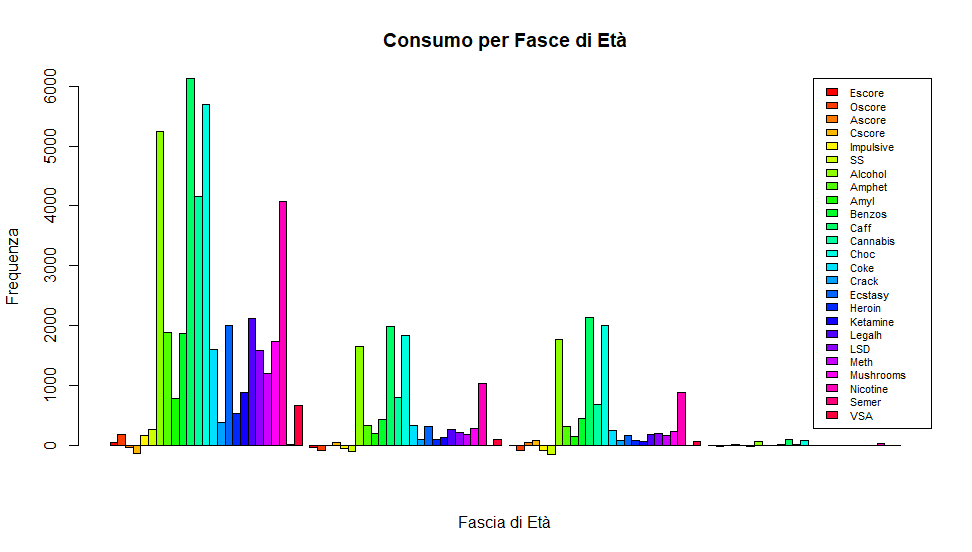 Consumo per Fasce di Età
Frequenza
6000
5000
4000
3000
2000
1000
0
Escore
Oscore
Ascore
Cscore
Impulsive
SS
Alcohol
Amphet
Amyl
Benzos
Caff
Cannabis
Choc
Coke
Crack
Ecstasy
Heroin
Ketamine
Legalh
LSD
Meth
Mushrooms
Nicotine
Semer
VSA
Fascia di Età